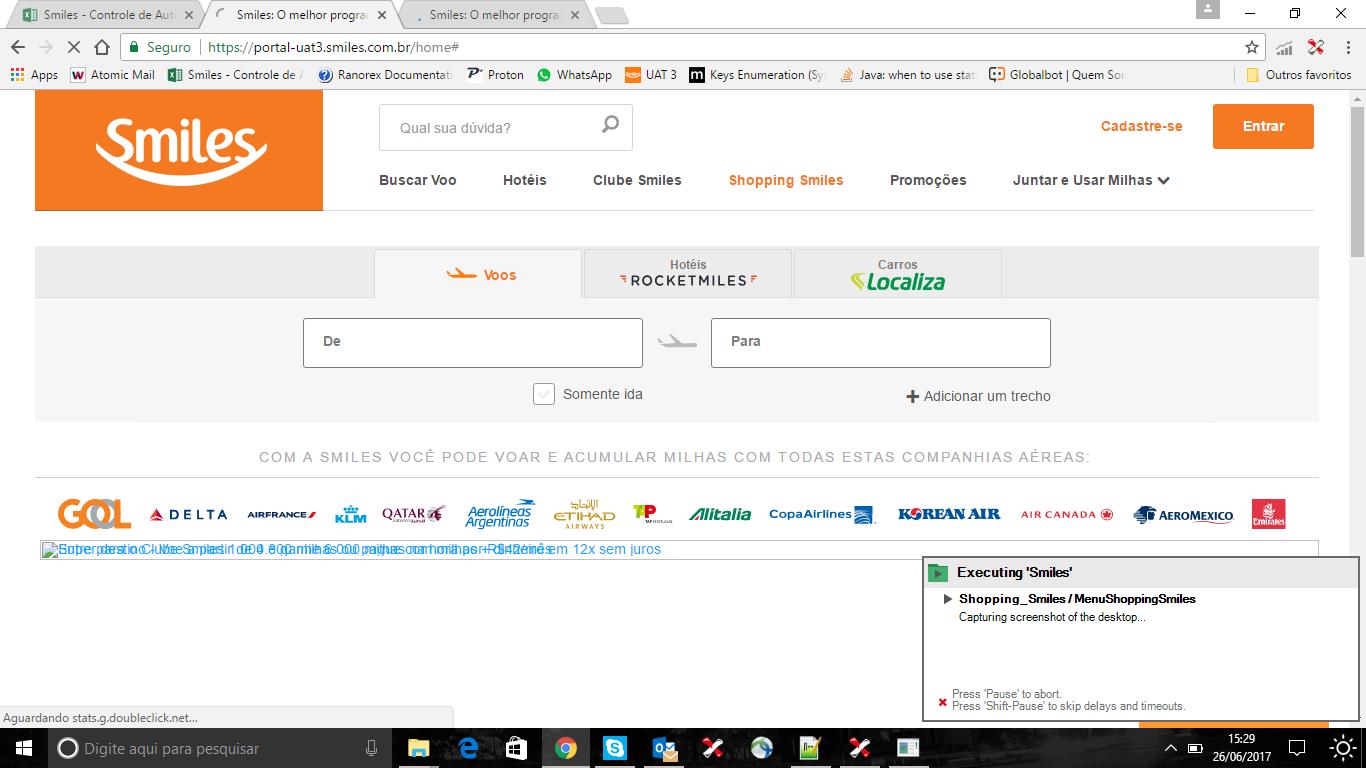 Smiles - Controle de Aut
Smiles: O melhor progra
Smiles: O melhor progra
Seguro
https://portal-uat3.smiles.com.br/home#
Apps
Atomic Mail
Smiles - Controle de A
Ranorex Documentati
Proton
WhatsApp
UAT 3
Keys Enumeration (Sy
Java: when to use stat
Globalbot | Quem Som
Outros favoritos
Smiles
Qual sua dúvida?
Cadastre-se
Entrar
Buscar Voo
Hotéis
Clube Smiles
Shopping Smiles
Promoções
Juntar e Usar Milhas
Voos
Hotéis
ROCKETMILES
Carros
Localiza
De
Para
Somente ida
Adicionar um trecho
COM A SMILES VOCÊ PODE VOAR E ACUMULAR MILHAS COM TODAS ESTAS COMPANHIAS AÉREAS:
GOL
DELTA
AIRFRANCE
KLM
QATAR
AIRWAYS
Aerolíneas
Argentinas
الإتحاد
ETIHAD
AIRWAYS
TAP
TAP PORTUGAL
Alitalia
CopaAirlines
KOREAN AIR
AIR CANADA
AEROMEXICO
Emirates
em 12x sem juros
Executing 'Smiles'
Shopping_Smiles / MenuShoppingSmiles
Capturing screenshot of the desktop...
Press 'Pause' to abort.
Press 'Shift-Pause' to skip delays and timeouts.
Aguardando stats.g.doubleclick.net...
Digite aqui para pesquisar
15:29
26/06/2017